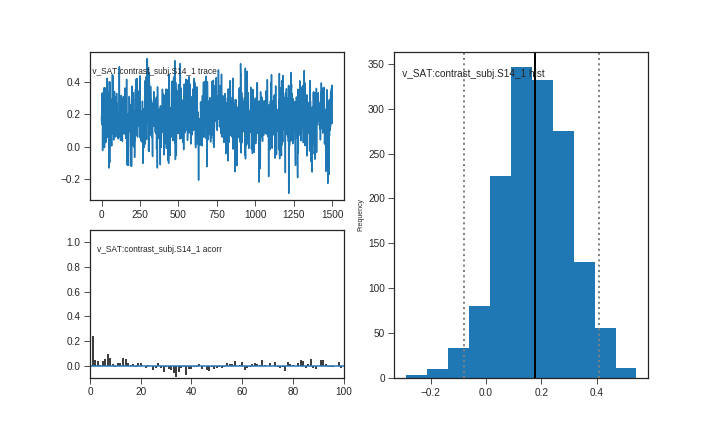 v_SAT:contrast_subj.S14_1 trace
0.4
0.2
0.0
−0.2
0 250 500 750 1000 1250 1500
v_SAT:contrast_subj.S14_1 acorr
1.0
0.8
0.6
0.4
0.2
0.0
0 20 40 60 80 100
v_SAT:contrast_subj.S14_1 hist
Frequency
350
300
250
200
150
100
50
0
−0.2 0.0 0.2 0.4